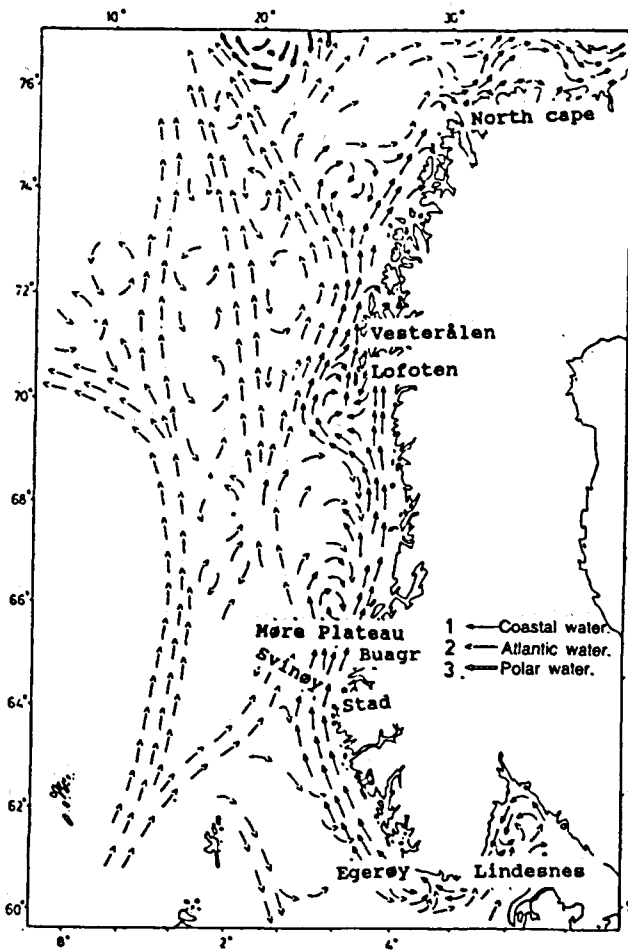 10°
20°
30°
76°
North cape
74°
72°
Vesterålen
Lofoten
70°
68°
66°
Møre Plateau
1 Coastal water.
Buagr
2 Atlantic water.
Svinøy
3 Polar water.
64°
Stad
62°
Egerøy
Lindesnes
60°
2°
4°